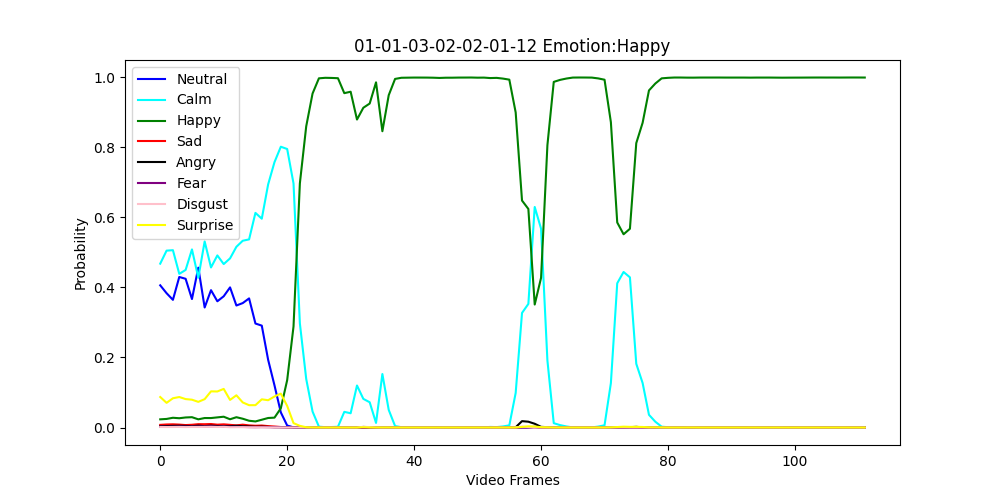 01-01-03-02-02-01-12 Emotion:Happy
Neutral
Calm
Happy
Sad
Angry
Fear
Disgust
Surprise
Probability
1.0
0.8
0.6
0.4
0.2
0.0
0 20 40 60 80 100
Video Frames